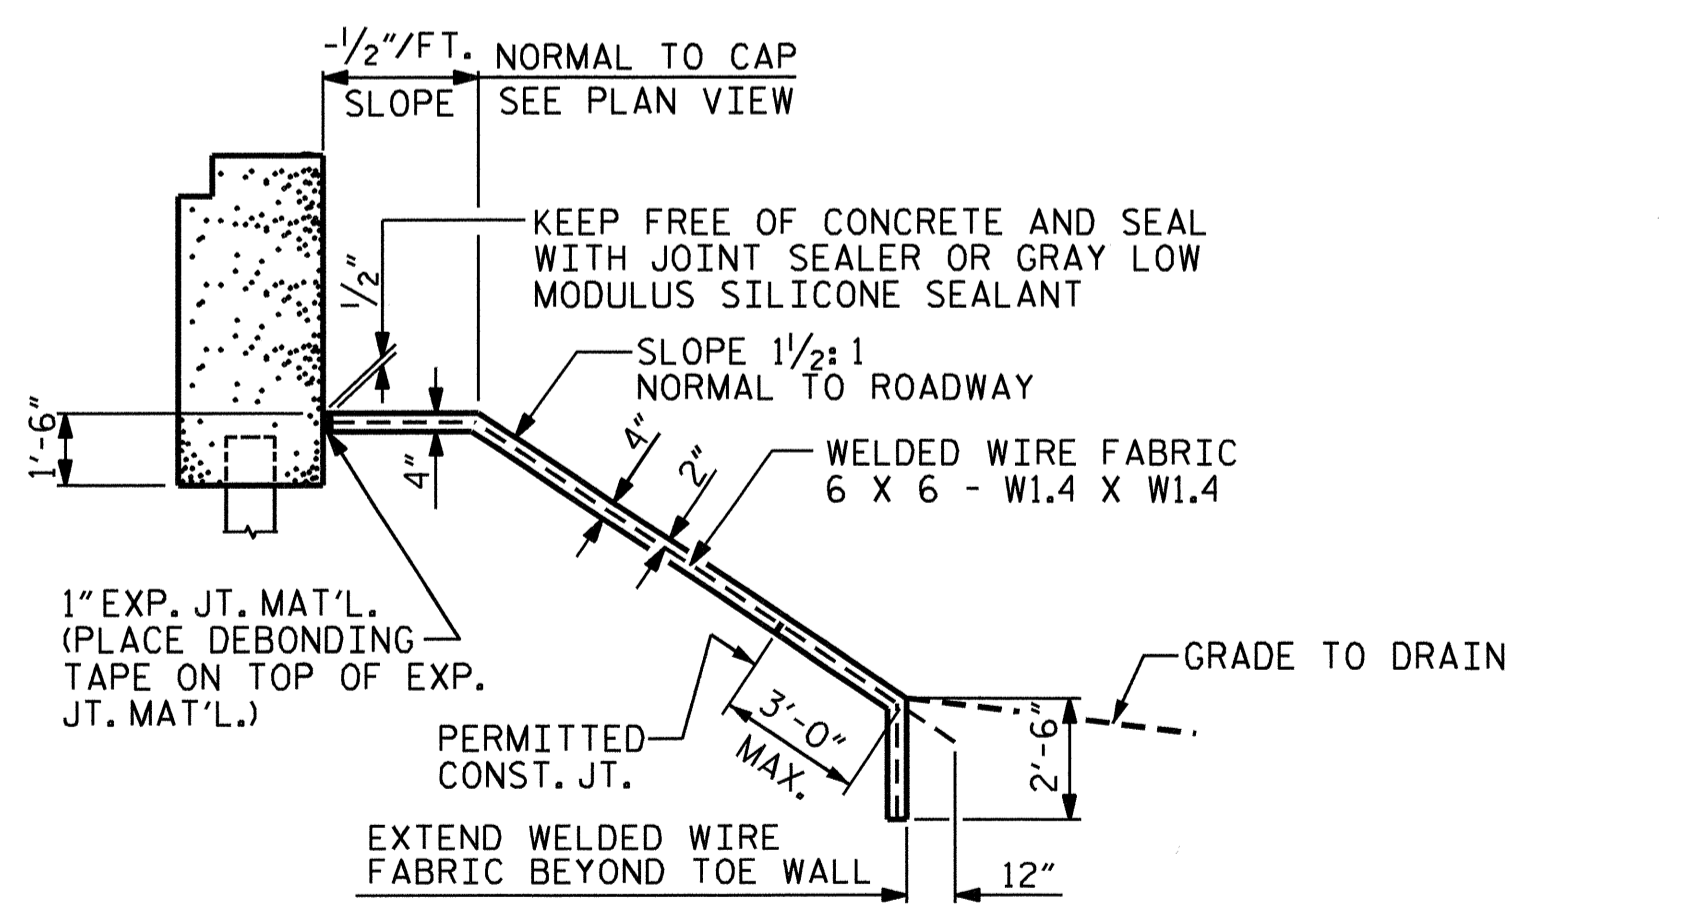 -1/2"/FT. NORMAL TO CAP
SLOPE SEE PLAN VIEW
KEEP FREE OF CONCRETE AND SEAL
WITH JOINT SEALER OR GRAY LOW
MODULUS SILICONE SEALANT
1/2"
SLOPE 1 1/2:1
NORMAL TO ROADWAY
1'-6"
4"
4"
2"
WELDED WIRE FABRIC
6 X 6 - W1.4 X W1.4
1" EXP. JT. MAT'L.
(PLACE DEBONDING
TAPE ON TOP OF EXP.
JT. MAT'L.)
GRADE TO DRAIN
3'-0"
MAX.
PERMITTED
CONST. JT.
2'-6"
EXTEND WELDED WIRE
FABRIC BEYOND TOE WALL
12"